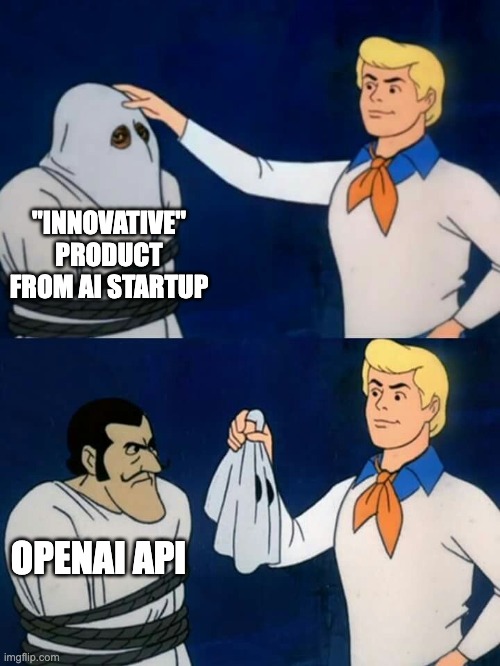 "INNOVATIVE"
PRODUCT
FROM AI STARTUP
OPENAI API
imgflip.com